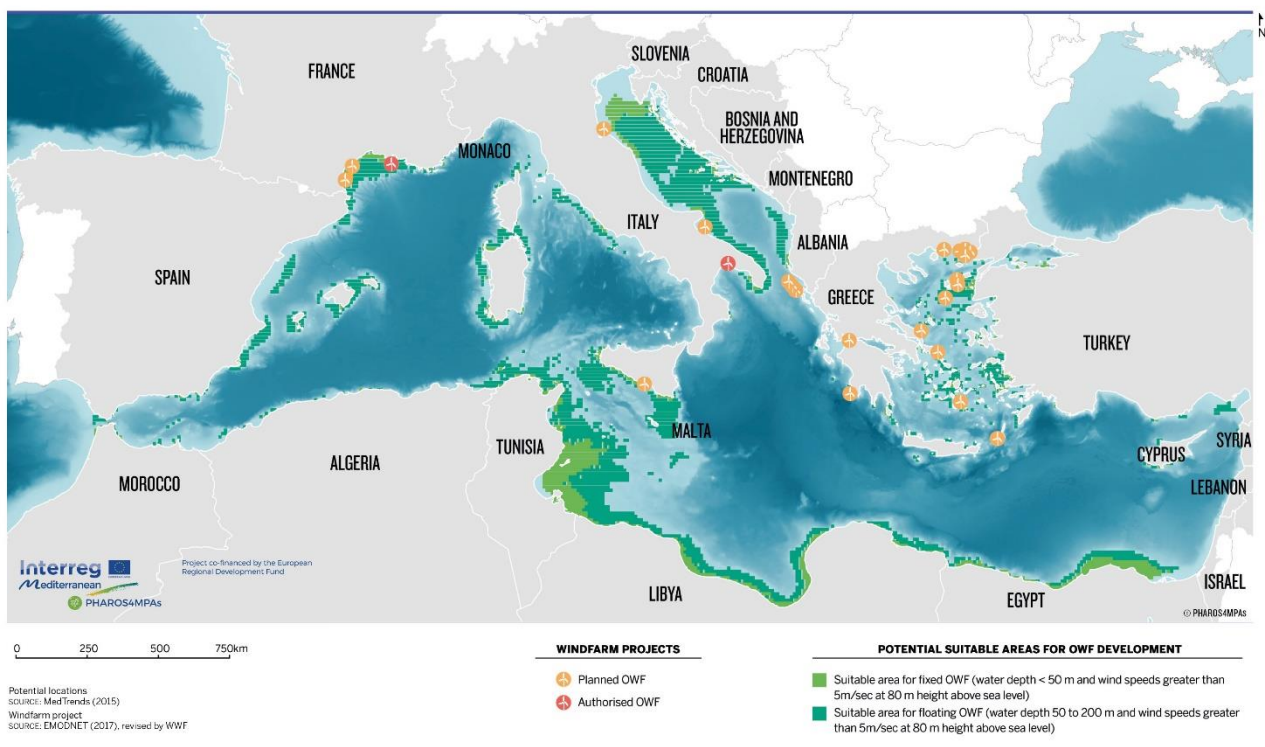 N
SLOVENIA
FRANCE
CROATIA
BOSNIA AND
HERZEGOVINA
MONACO
MONTENEGRO
ITALY
ALBANIA
SPAIN
GREECE
TURKEY
MALTA
TUNISIA
SYRIA
CYPRUS
ALGERIA
MOROCCO
LEBANON
Interreg
Mediterranean
PHAROS4MPAs
Project co-financed by the European
Regional Development Fund
LIBYA
EGYPT
ISRAEL
© PHAROS4MPAs
0 250 500 750km
Potential locations
SOURCE: MedTrends (2015)
Windfarm project
SOURCE: EMODNET (2017), revised by WWF
WINDFARM PROJECTS
Planned OWF
Authorised OWF
POTENTIAL SUITABLE AREAS FOR OWF DEVELOPMENT
Suitable area for fixed OWF (water depth < 50 m and wind speeds greater than
5m/sec at 80 m height above sea level)
Suitable area for floating OWF (water depth 50 to 200 m and wind speeds greater
than 5m/sec at 80 m height above sea level)